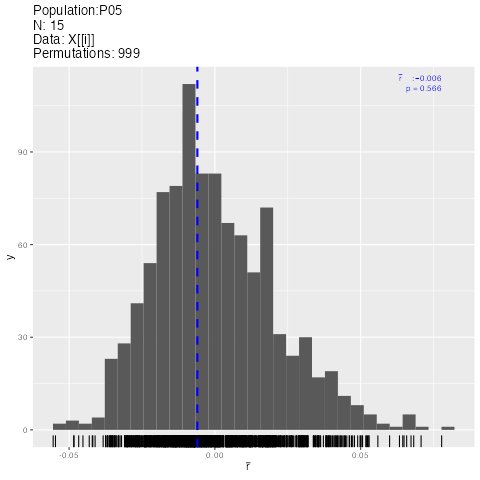 Population:P05
N: 15
Data: X[[i]]
Permutations: 999
r̄ :−0.006
p = 0.566
90
60
30
0
y
-0.05 0.00 0.05
r̄